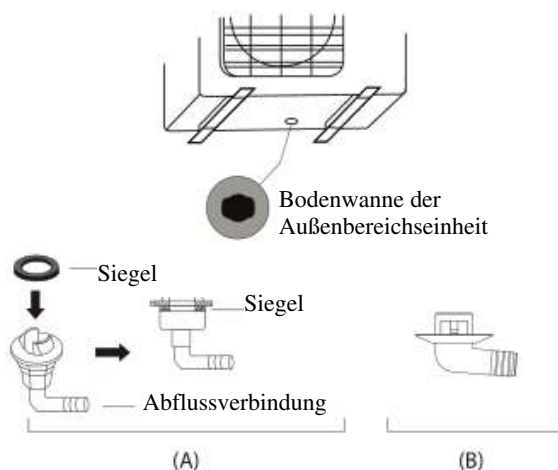 Bodenwanne der
Außenbereichseinheit
Siegel
Siegel
Abflussverbindung
(A)
(B)